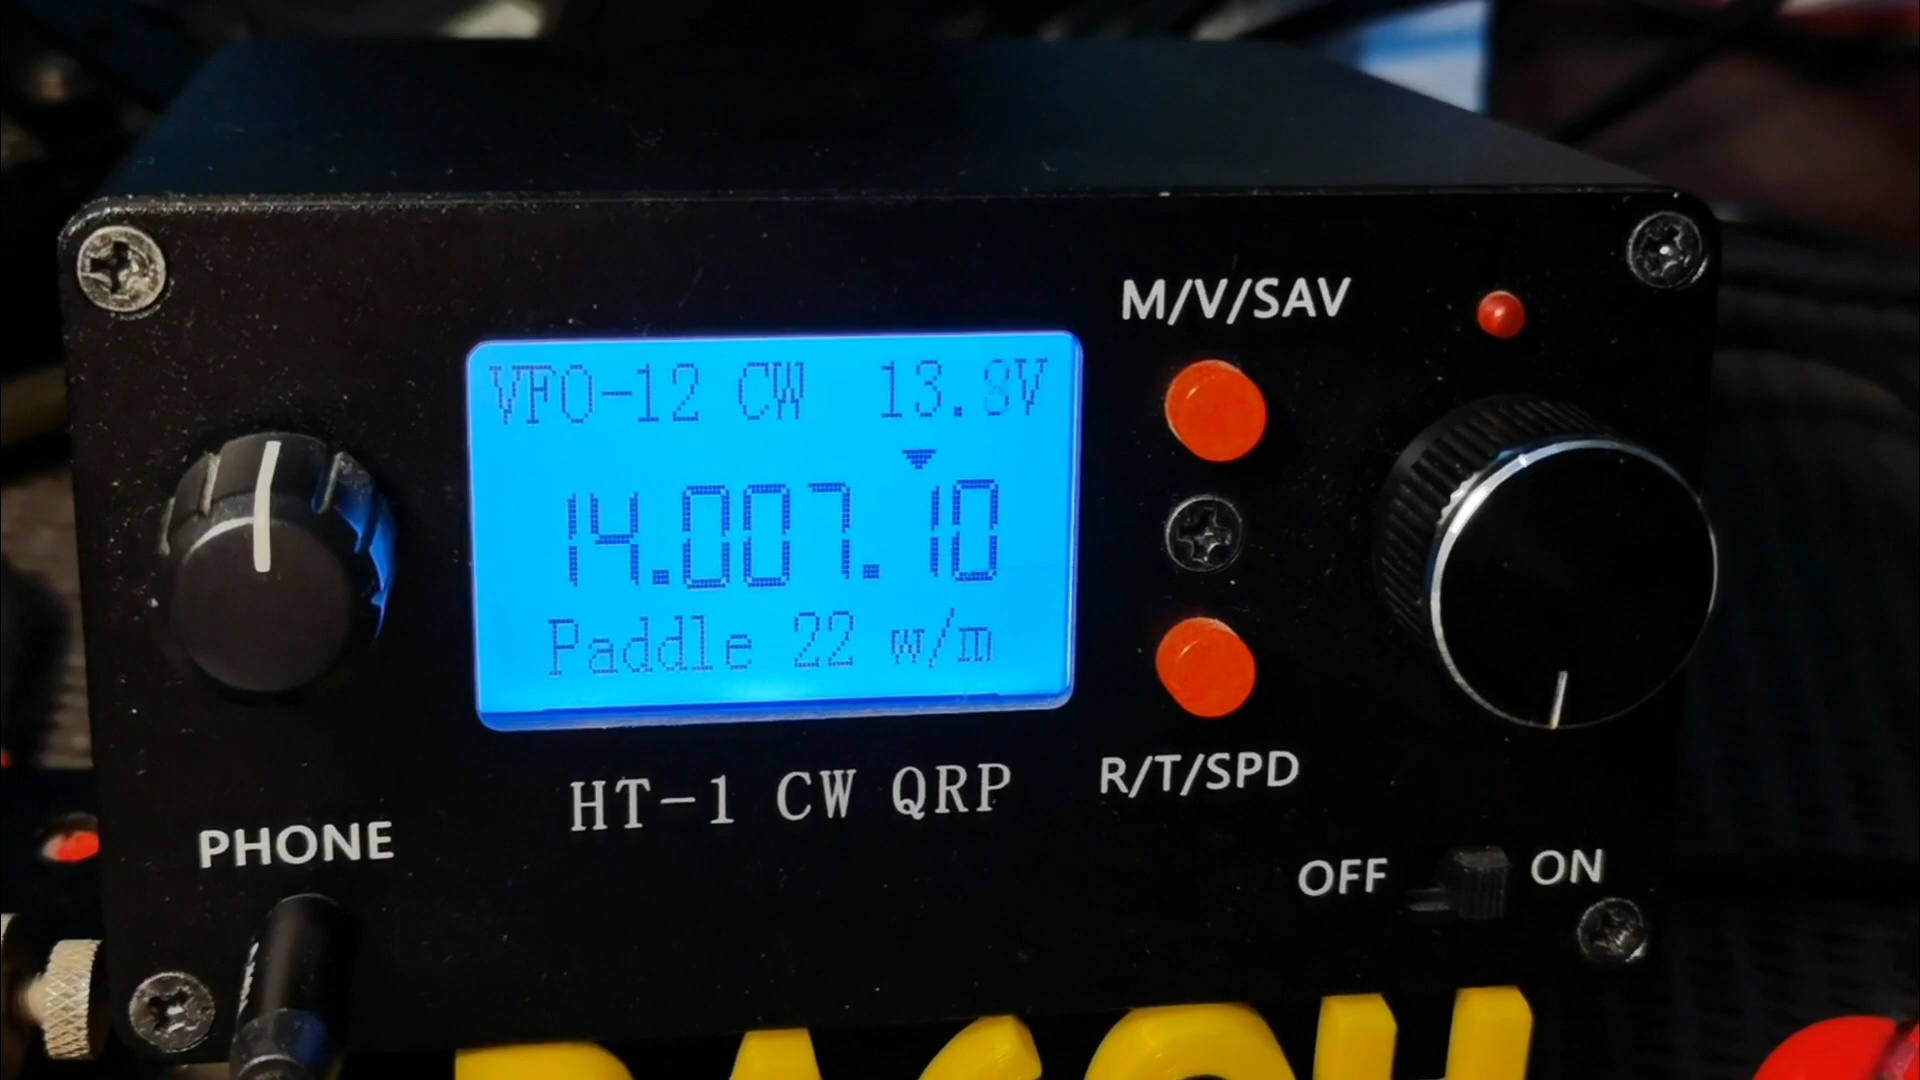 M/V/SAV
VFO-12 CW 13.8V
14.007.10
Paddle 22 w/m
HT-1 CW QRP
R/T/SPD
PHONE
OFF ON